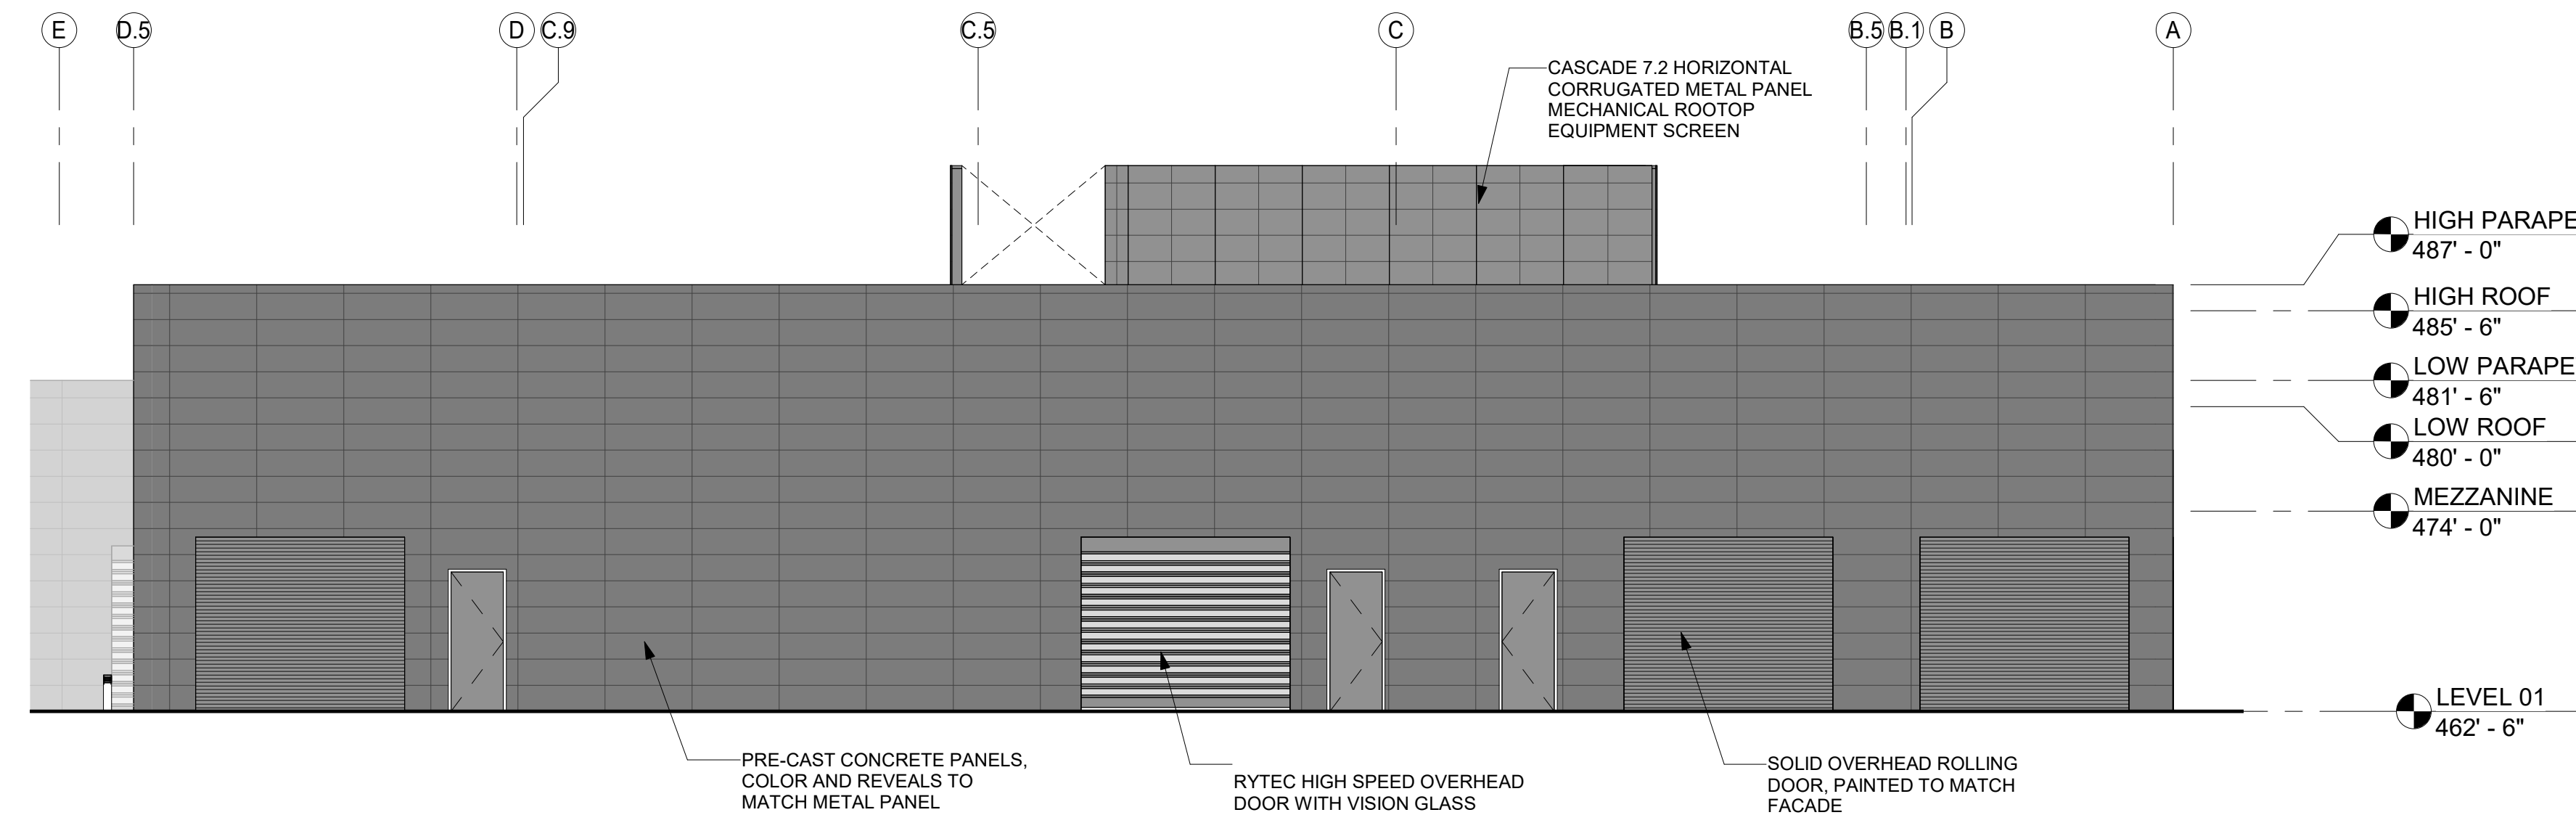 E D.5 D C.9 C.5 C B.5 B.1 B A
CASCADE 7.2 HORIZONTAL
CORRUGATED METAL PANEL
MECHANICAL ROOTOP
EQUIPMENT SCREEN
HIGH PARAPE
487' - 0"
HIGH ROOF
485' - 6"
LOW PARAPE
481' - 6"
LOW ROOF
480' - 0"
MEZZANINE
474' - 0"
LEVEL 01
462' - 6"
PRE-CAST CONCRETE PANELS,
COLOR AND REVEALS TO
MATCH METAL PANEL
RYTEC HIGH SPEED OVERHEAD
DOOR WITH VISION GLASS
SOLID OVERHEAD ROLLING
DOOR, PAINTED TO MATCH
FACADE